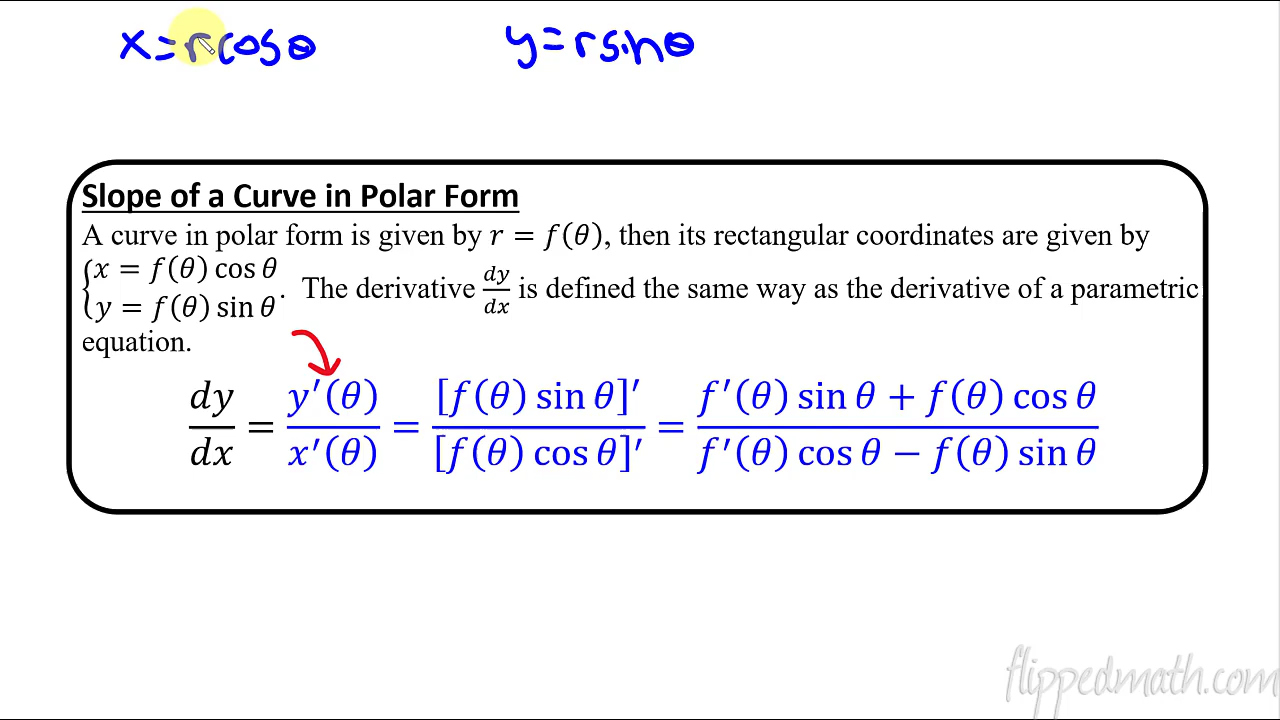 x=rcosθ y=rsinθ
Slope of a Curve in Polar Form
A curve in polar form is given by r = f(θ), then its rectangular coordinates are given by
{x = f(θ) cos θ
{y = f(θ) sin θ. The derivative dy/dx is defined the same way as the derivative of a parametric
equation.
dy/dx = y′(θ)/x′(θ) = [f(θ) sin θ]′/[f(θ) cos θ]′ = (f′(θ) sin θ + f(θ) cos θ)/(f′(θ) cos θ − f(θ) sin θ)
flippedmath.com